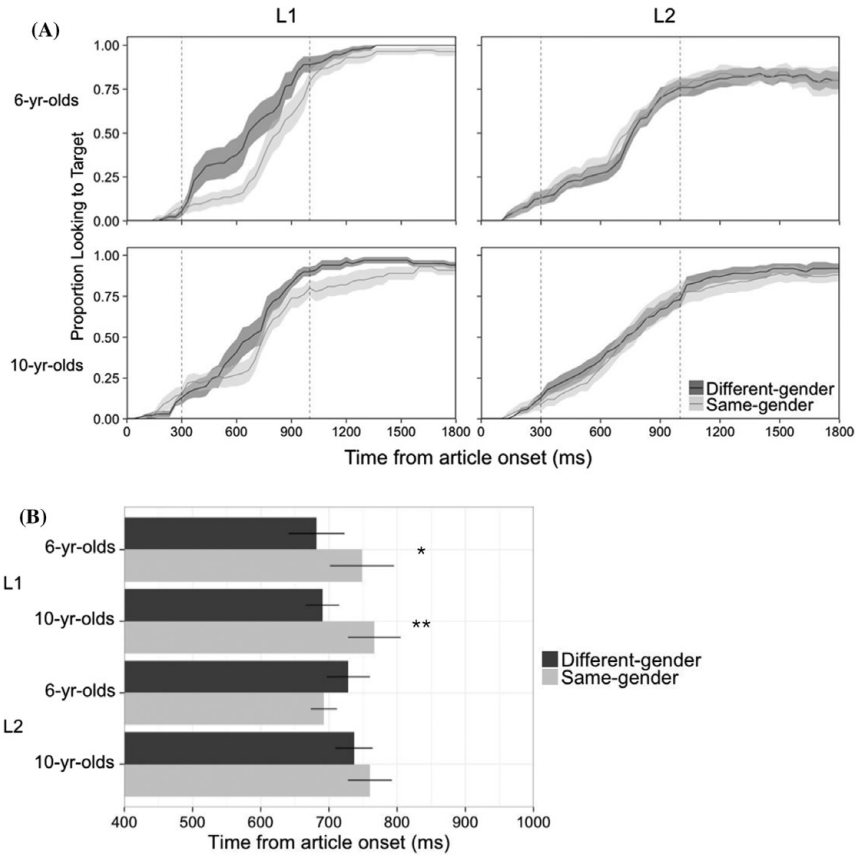 L1 L2
(A)
1.00
0.75
6-yr-olds
0.50
0.25
0.00
Proportion Looking to Target
1.00
0.75
0.50
10-yr-olds
0.25
Different-gender
Same-gender
0.00
0 300 600 900 1200 1500 1800 0 300 600 900 1200 1500 1800
Time from article onset (ms)
(B)
6-yr-olds
*
L1
10-yr-olds
**
Different-gender
6-yr-olds
Same-gender
L2
10-yr-olds
400 500 600 700 800 900 1000
Time from article onset (ms)